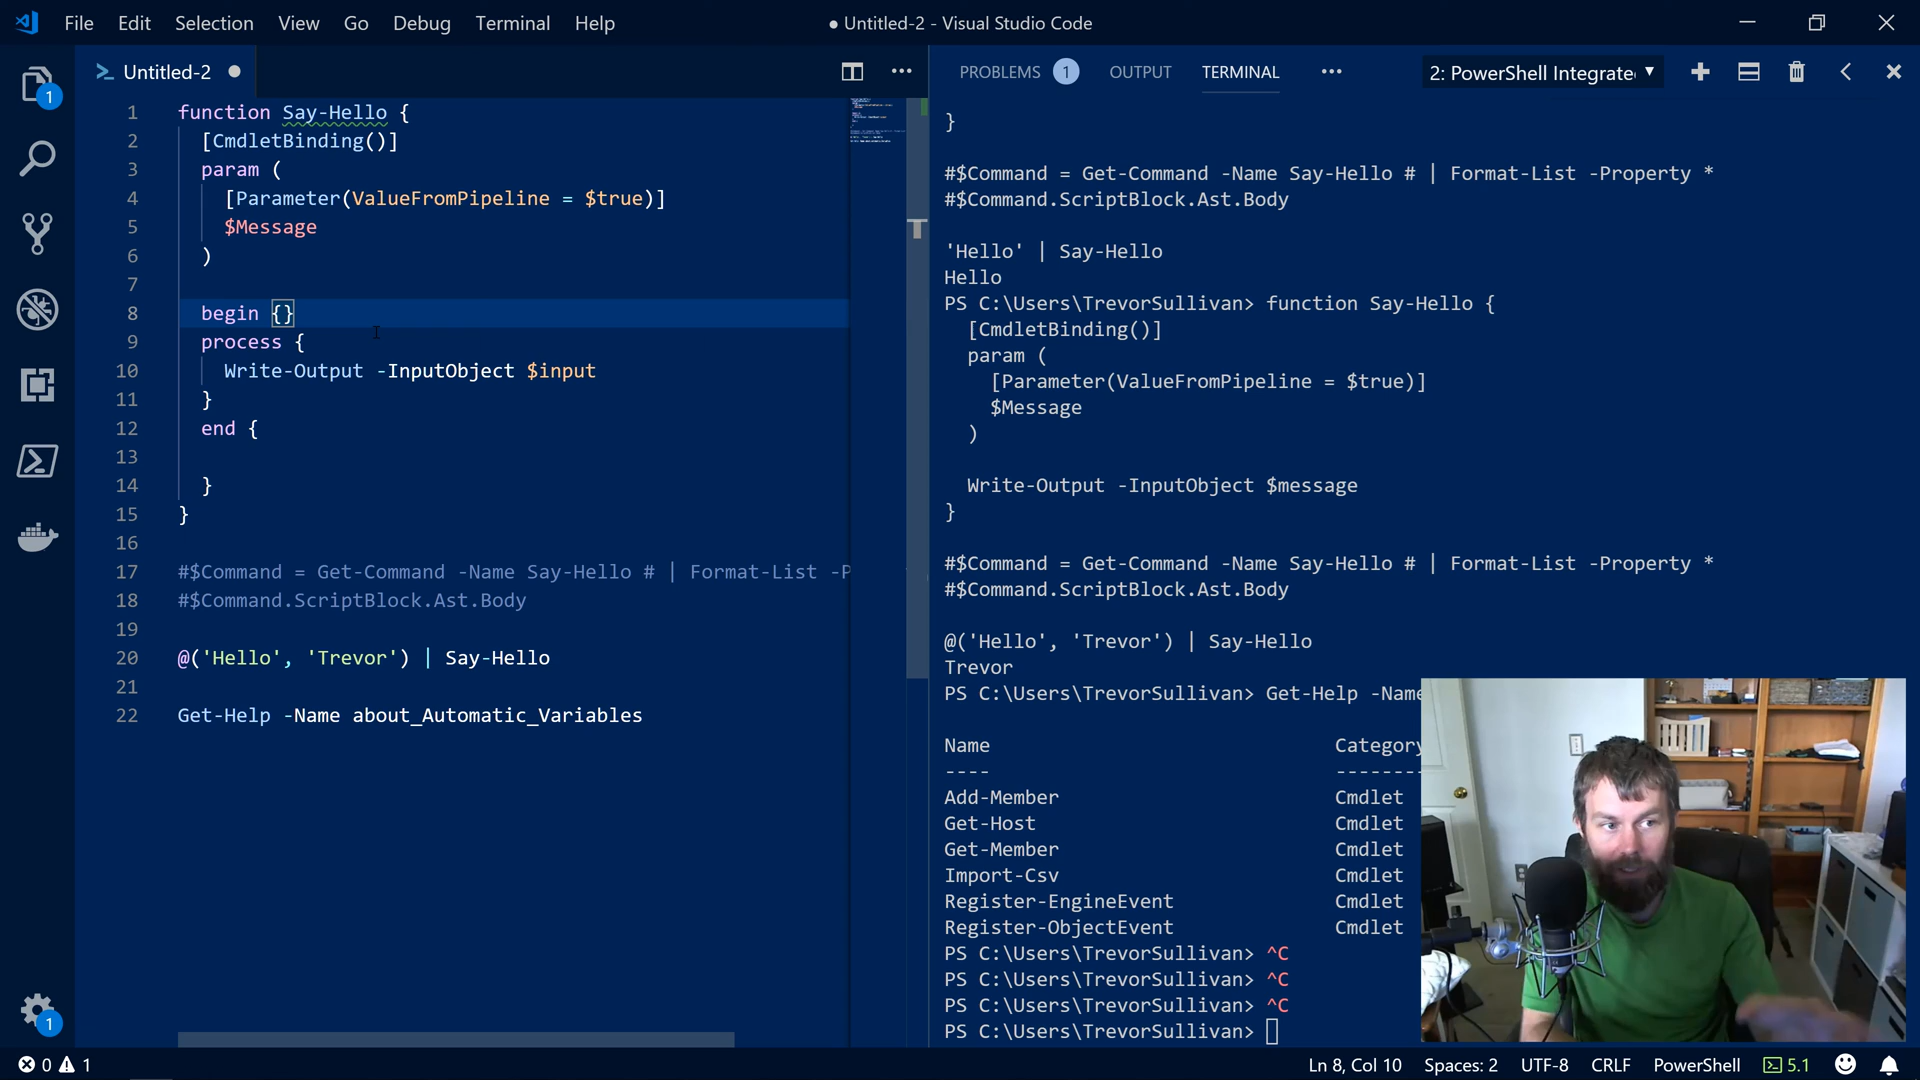 File Edit Selection View Go Debug Terminal Help
● Untitled-2 - Visual Studio Code
Untitled-2 ●
1 function Say-Hello {
2 [CmdletBinding()]
3 param (
4 [Parameter(ValueFromPipeline = $true)]
5 $Message
6 )
7
8 begin {}
9 process {
10 Write-Output -InputObject $input
11 }
12 end {
13
14 }
15 }
16
17 #$Command = Get-Command -Name Say-Hello # | Format-List -P
18 #$Command.ScriptBlock.Ast.Body
19
20 @('Hello', 'Trevor') | Say-Hello
21
22 Get-Help -Name about_Automatic_Variables
PROBLEMS 1 OUTPUT TERMINAL ••• 2: PowerShell Integrate
}
#$Command = Get-Command -Name Say-Hello # | Format-List -Property *
#$Command.ScriptBlock.Ast.Body
'Hello' | Say-Hello
Hello
PS C:\Users\TrevorSullivan> function Say-Hello {
[CmdletBinding()]
param (
[Parameter(ValueFromPipeline = $true)]
$Message
)
Write-Output -InputObject $message
}
#$Command = Get-Command -Name Say-Hello # | Format-List -Property *
#$Command.ScriptBlock.Ast.Body
@('Hello', 'Trevor') | Say-Hello
Trevor
PS C:\Users\TrevorSullivan> Get-Help -Name
Name Category
---- --------
Add-Member Cmdlet
Get-Host Cmdlet
Get-Member Cmdlet
Import-Csv Cmdlet
Register-EngineEvent Cmdlet
Register-ObjectEvent Cmdlet
PS C:\Users\TrevorSullivan> ^C
PS C:\Users\TrevorSullivan> ^C
PS C:\Users\TrevorSullivan> ^C
PS C:\Users\TrevorSullivan>
1
1
0 1
Ln 8, Col 10 Spaces: 2 UTF-8 CRLF PowerShell 5.1